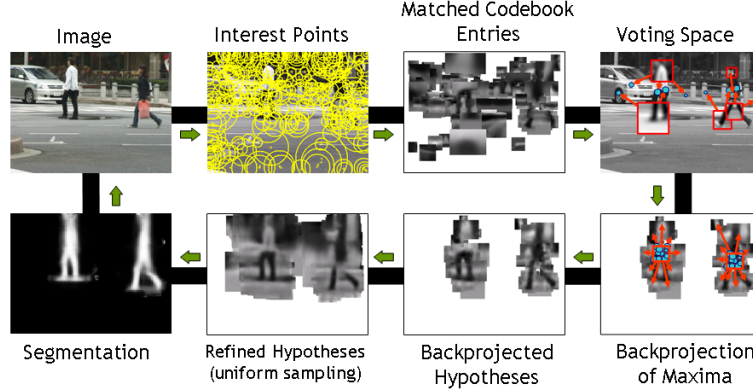 Image
Interest Points
Matched Codebook
Entries
Voting Space
Segmentation
Refined Hypotheses
(uniform sampling)
Backprojected
Hypotheses
Backprojection
of Maxima